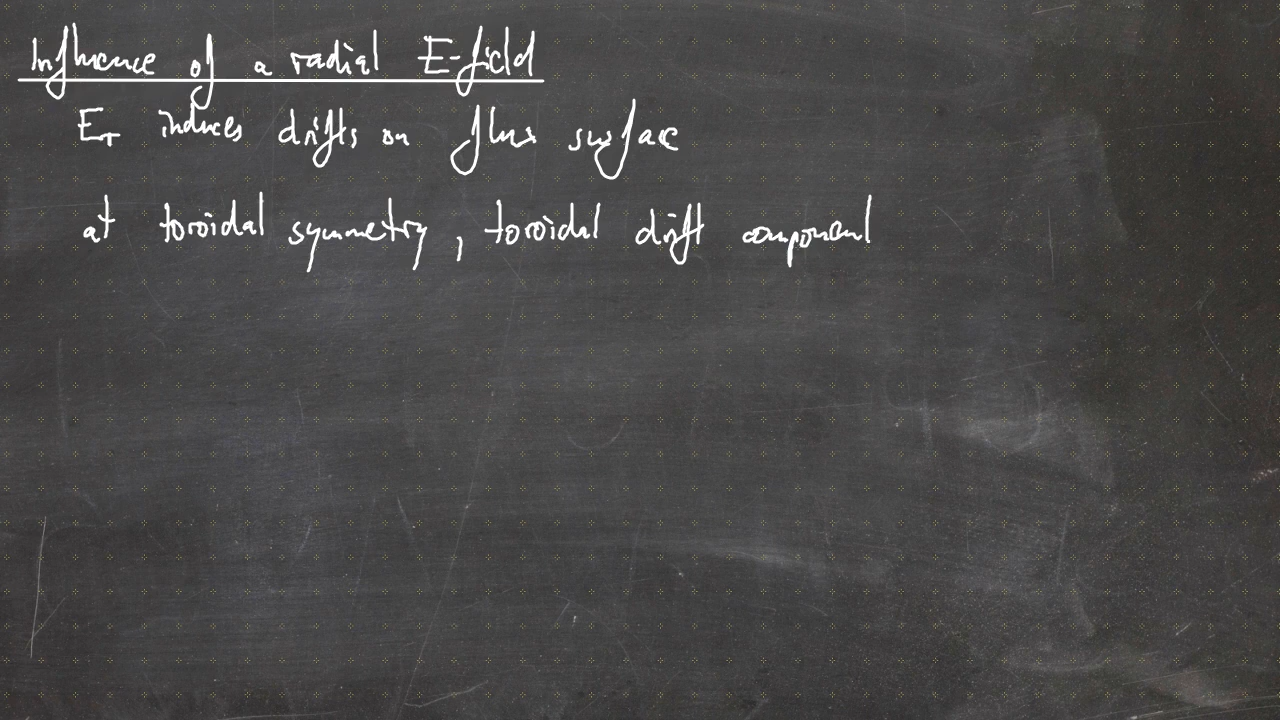 Influence of a radial E-field
Er induces drifts on flux surface
at toroidal symmetry, toroidal drift component